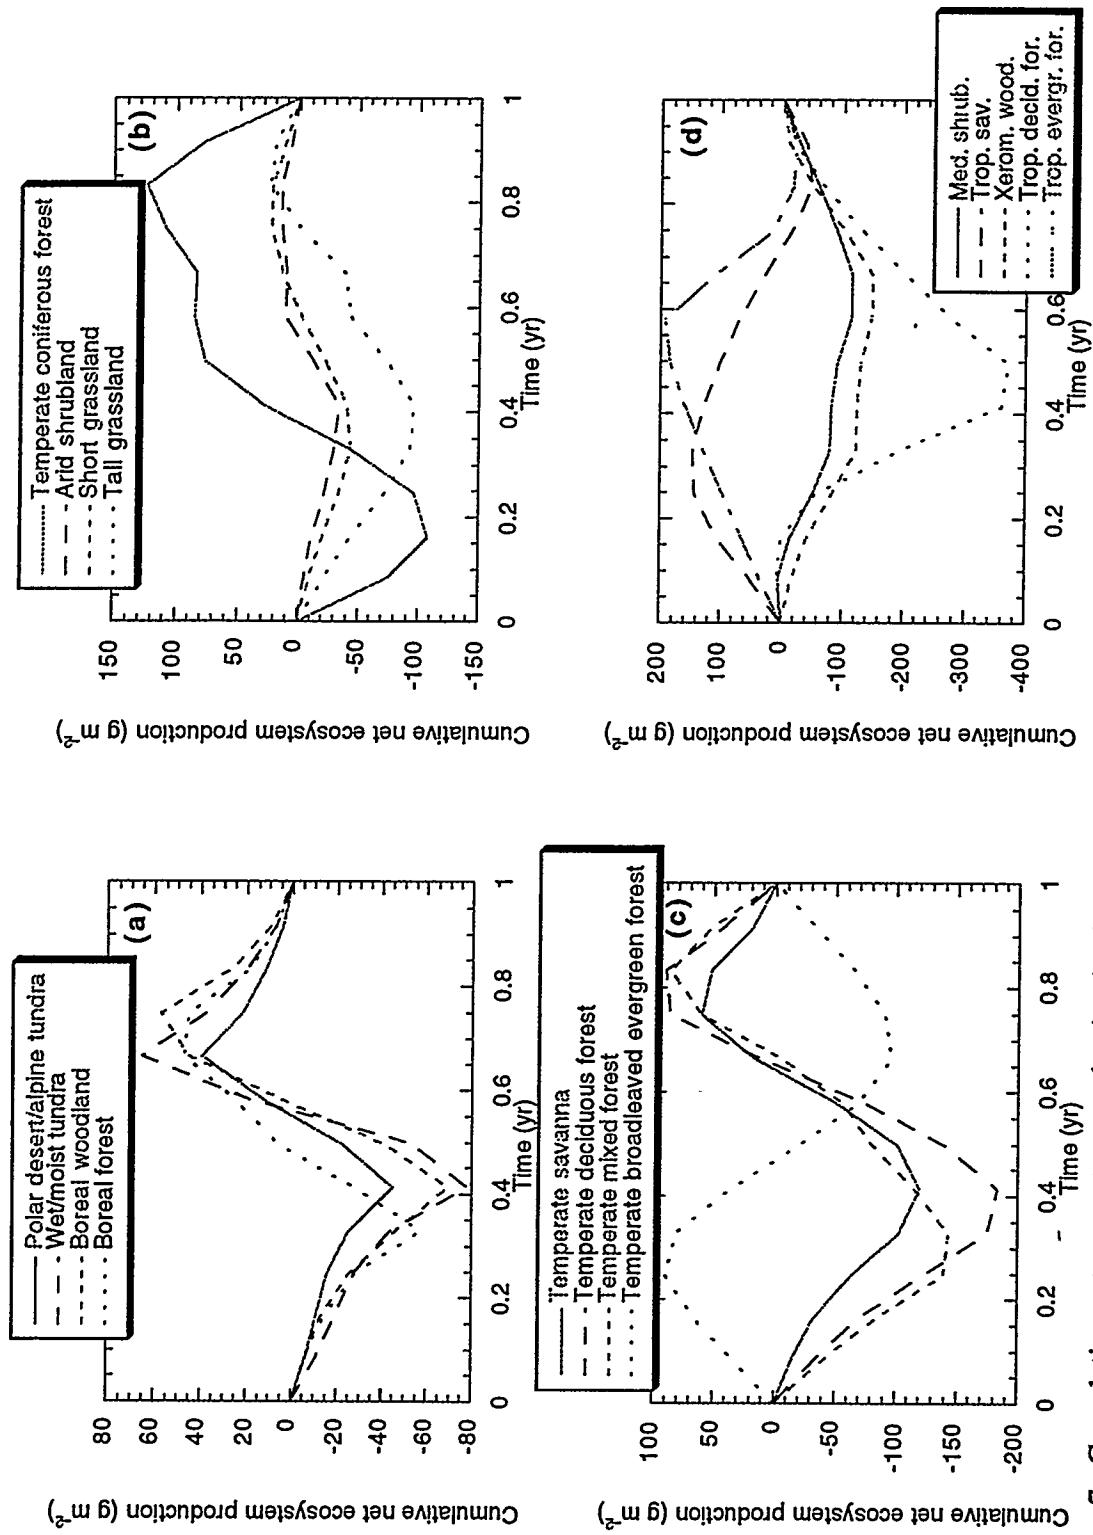 Polar desert/alpine tundra
Wet/moist tundra
Boreal woodland
Boreal forest
(a)
80
60
40
20
0
-20
-40
-60
-80
0
0.2
0.4
0.6
0.8
1
Time (yr)
Cumulative net ecosystem production (g m⁻²)
Temperate coniferous forest
Arid shrubland
Short grassland
Tall grassland
(b)
150
100
50
0
-50
-100
-150
0
0.2
0.4
0.6
0.8
1
Time (yr)
Cumulative net ecosystem production (g m⁻²)
Temperate savanna
Temperate deciduous forest
Temperate mixed forest
Temperate broadleaved evergreen forest
(c)
100
50
0
-50
-100
-150
-200
0
0.2
0.4
0.6
0.8
1
Time (yr)
Cumulative net ecosystem production (g m⁻²)
Med. shrub.
Trop. sav.
Xerom. wood.
Trop. decid. for.
Trop. evergr. for.
(d)
200
100
0
-100
-200
-300
-400
0
0.2
0.4
0.6
Time (yr)
Cumulative net ecosystem production (g m⁻²)